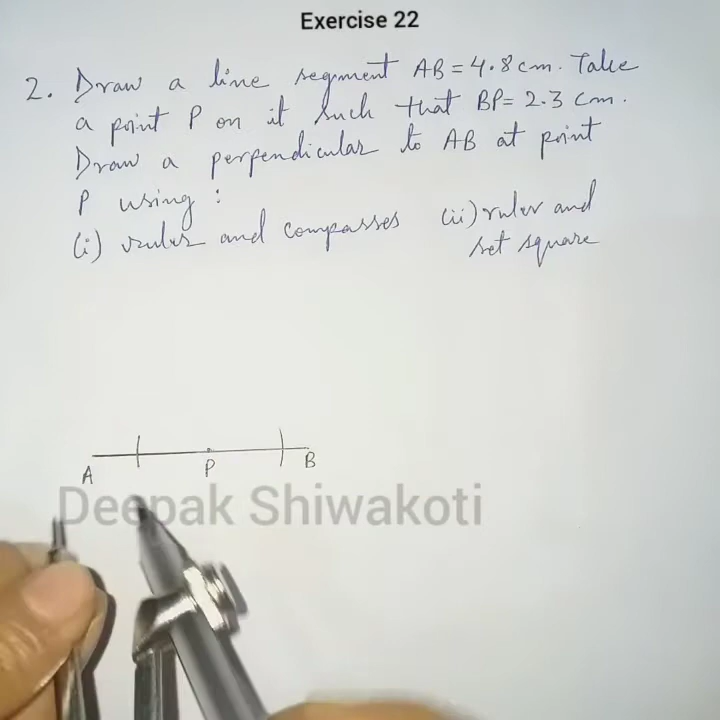 Exercise 22
2. Draw a line segment AB = 4.8 cm. Take
a point P on it such that BP = 2.3 cm.
Draw a perpendicular to AB at point
P using :
(i) ruler and compasses (ii) ruler and
set square
A P B
Deepak Shiwakoti